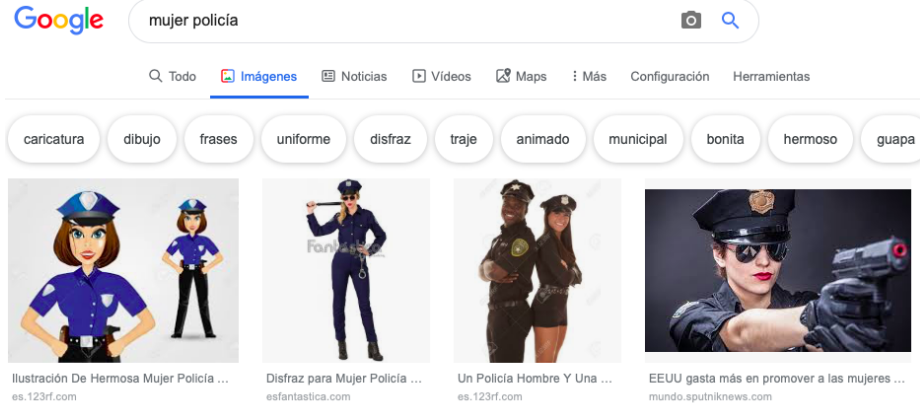 Google
mujer policía
Todo Imágenes Noticias Vídeos Maps Más Configuración Herramientas
caricatura dibujo frases uniforme disfraz traje animado municipal bonita hermoso guapa
Fantastica
Ilustración De Hermosa Mujer Policía ... Disfraz para Mujer Policía ... Un Policía Hombre Y Una ... EEUU gasta más en promover a las mujeres ...
es.123rf.com esfantastica.com es.123rf.com mundo.sputniknews.com